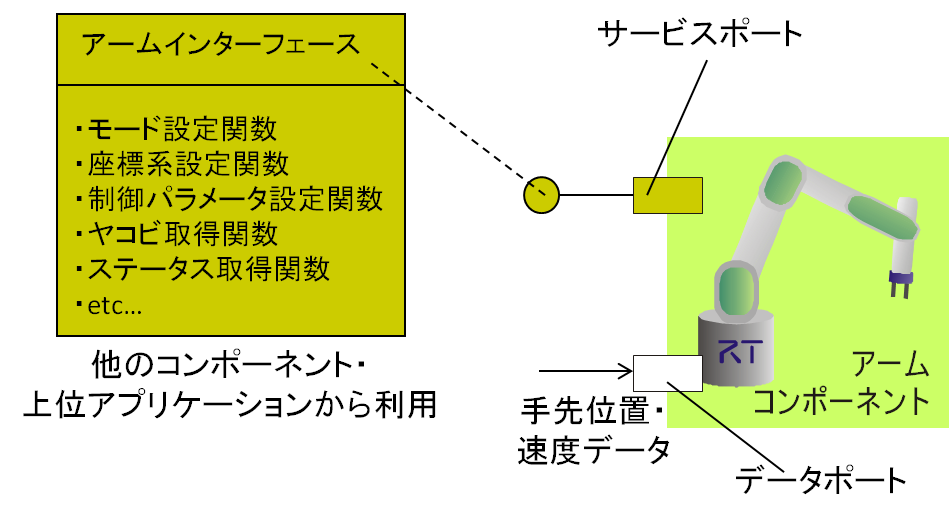 アームインターフェース
・モード設定関数
・座標系設定関数
・制御パラメータ設定関数
・ヤコビ取得関数
・ステータス取得関数
・etc...
他のコンポーネント・
上位アプリケーションから利用
サービスポート
RT
アーム
コンポーネント
手先位置・
速度データ
データポート